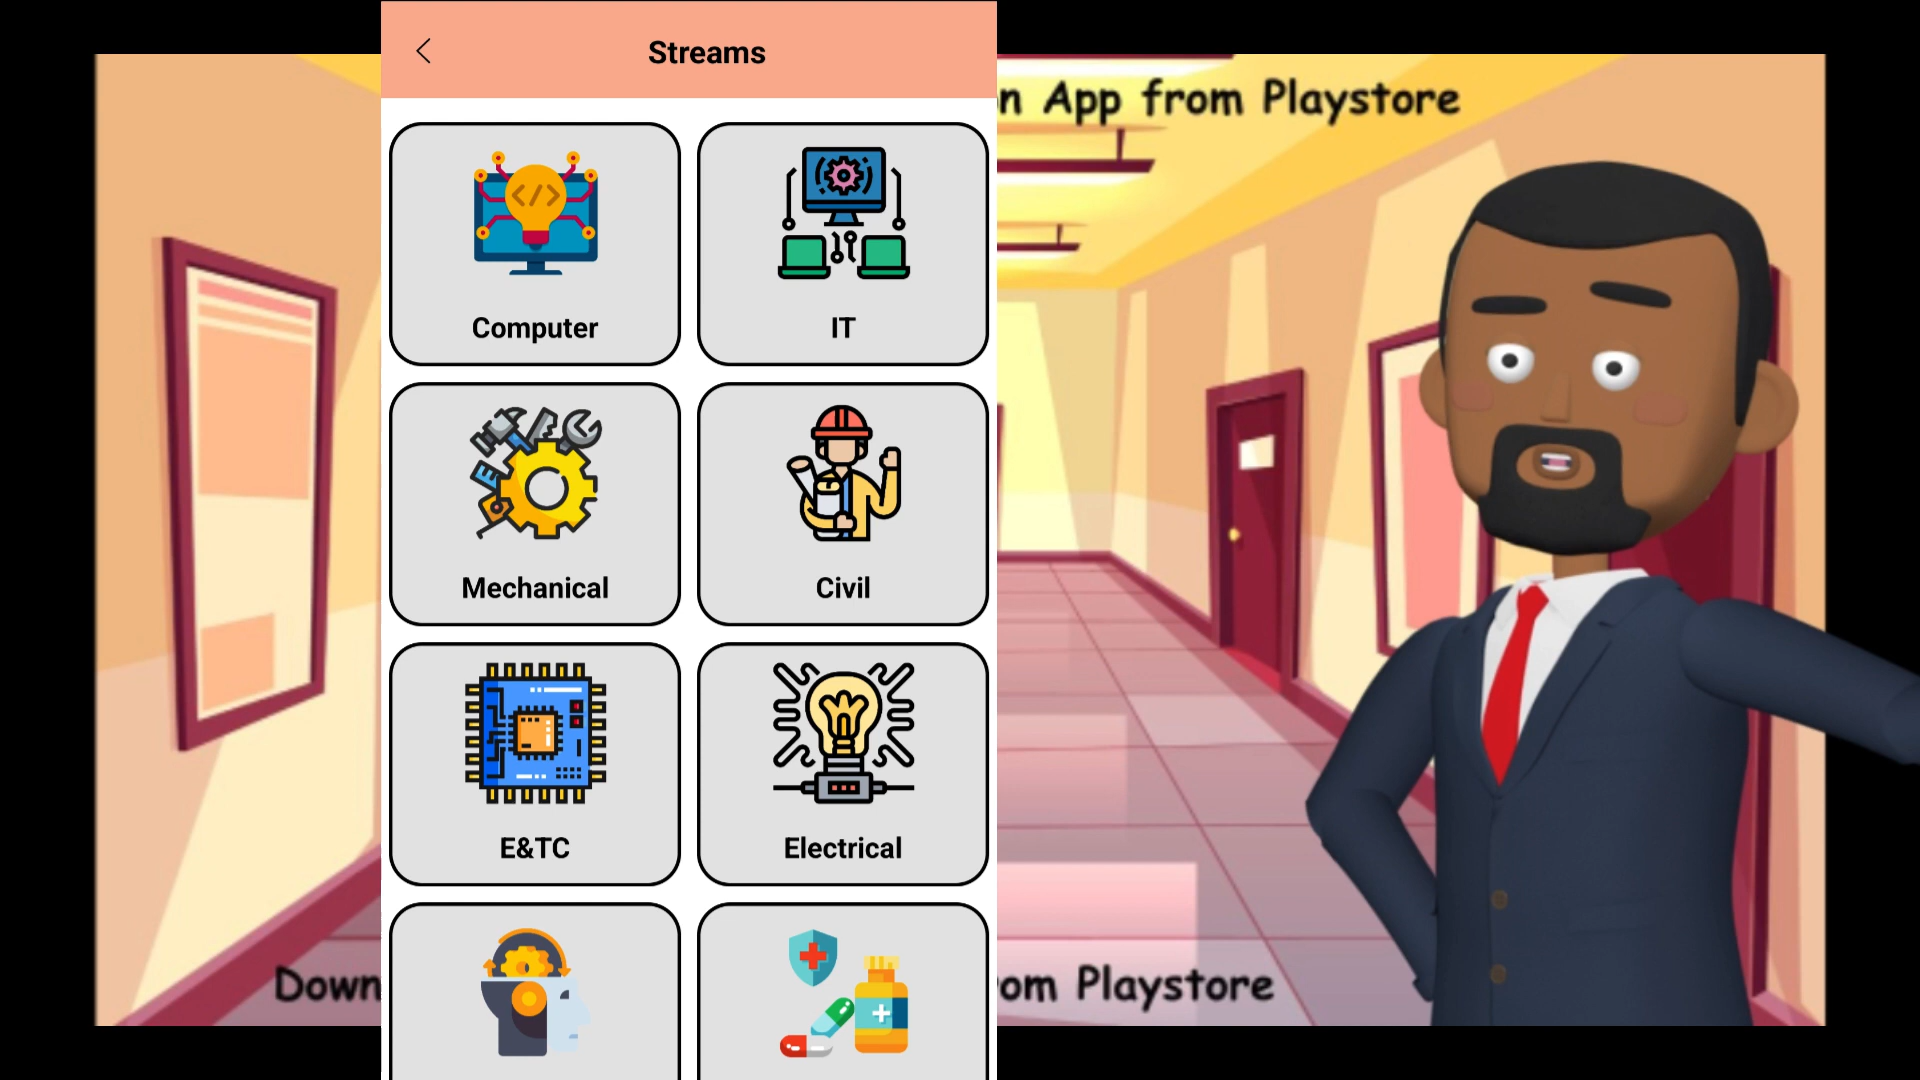 Streams
n App from Playstore
Computer
IT
Mechanical
Civil
E&TC
Electrical
Down
om Playstore